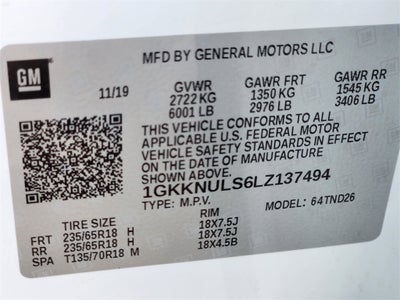 MFD BY GENERAL MOTORS LLC
GM
11/19 GVWR GAWR FRT GAWR RR
2722 KG 1350 KG 1545 KG
6001 LB 2976 LB 3406 LB
THIS VEHICLE CONFORMS TO ALL
APPLICABLE U.S. FEDERAL MOTOR
VEHICLE SAFETY STANDARDS IN EFFECT
ON THE DATE OF MANUFACTURE
SHOWN ABOVE.
1GKKNULS6LZ137494
TYPE: M.P.V. MODEL: 64TND26
TIRE SIZE RIM
FRT 235/65R18 H 18X7.5J
RR 235/65R18 H 18X7.5J
SPA T135/70R18 M 18X4.5B